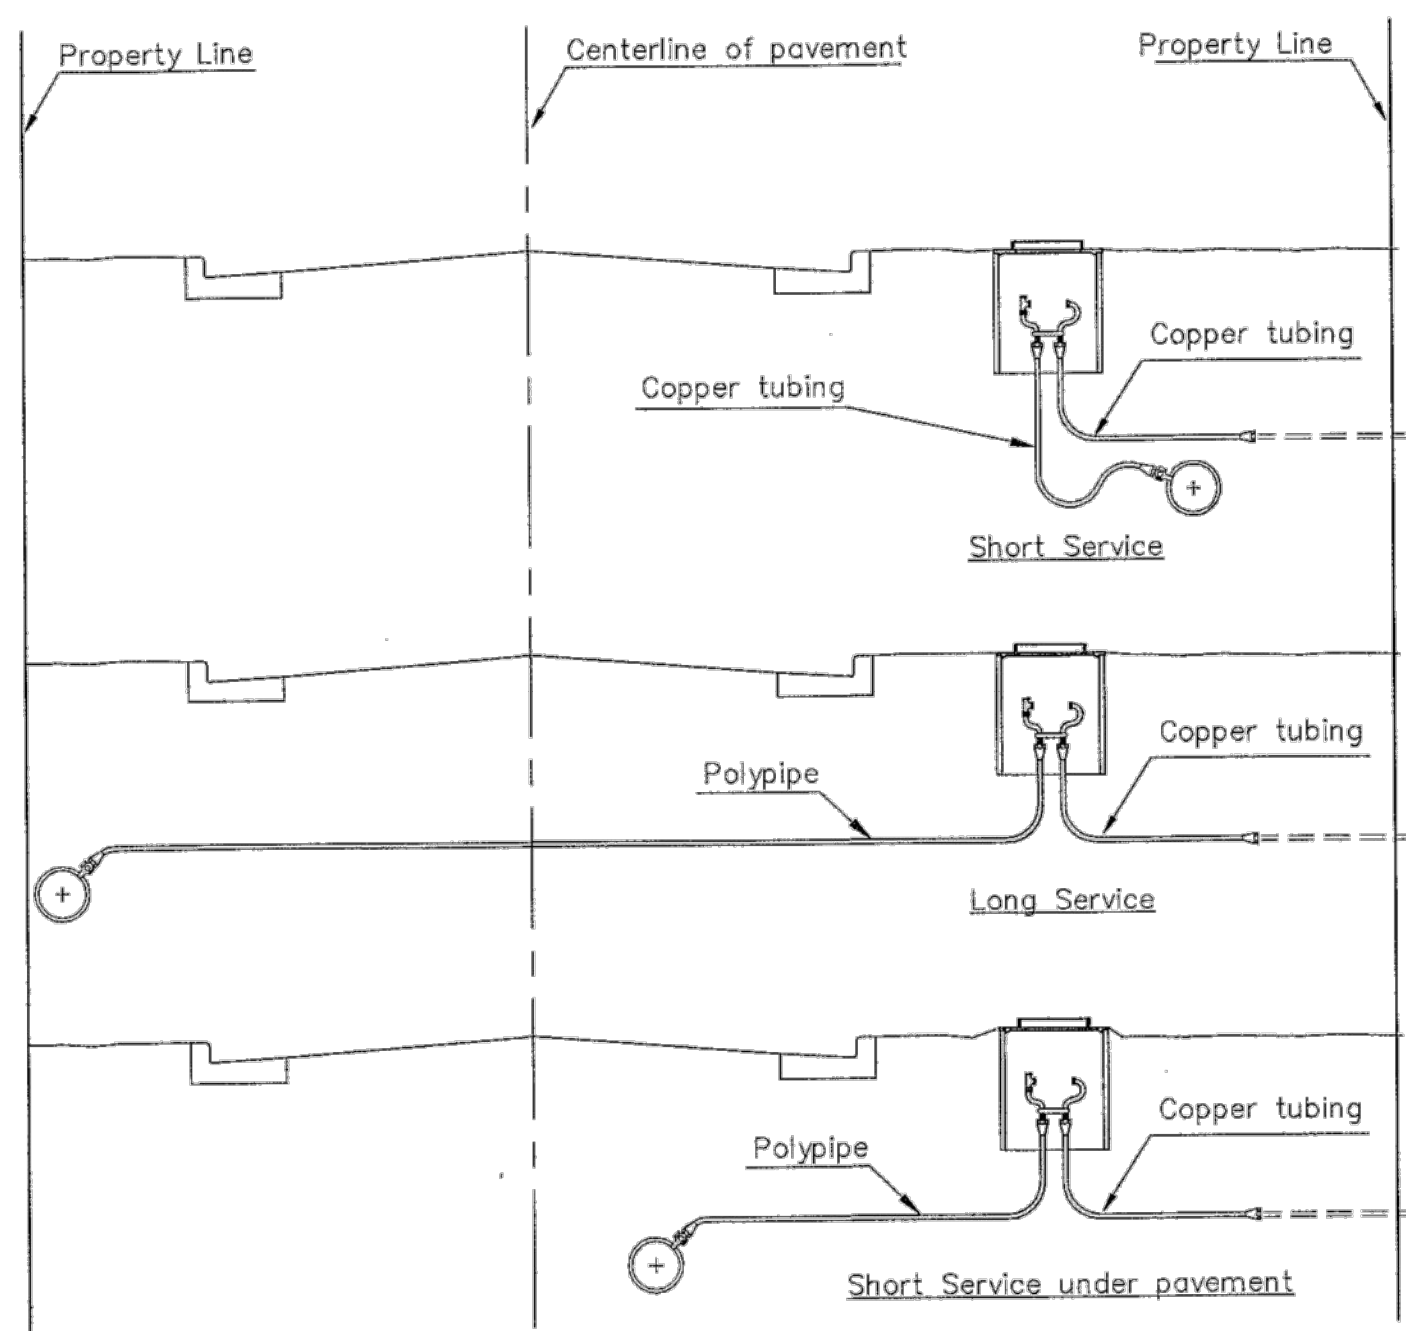 Property Line
Centerline of pavement
Property Line
Copper tubing
Copper tubing
Short Service
Copper tubing
Polypipe
Long Service
Copper tubing
Polypipe
Short Service under pavement